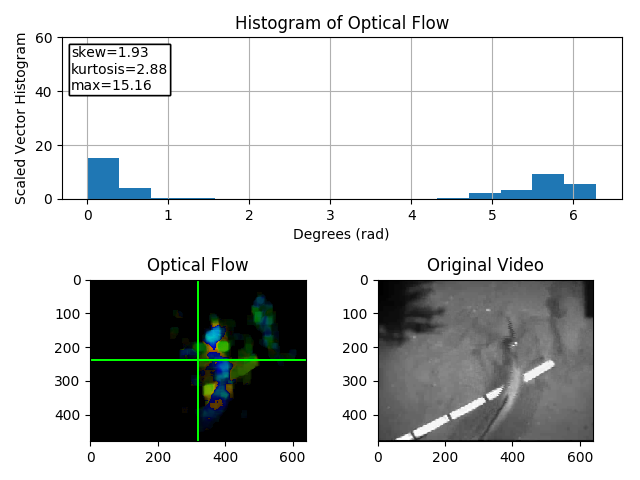 Histogram of Optical Flow
Scaled Vector Histogram
60
40
20
0
skew=1.93
kurtosis=2.88
max=15.16
0 1 2 3 4 5 6
Degrees (rad)
Optical Flow
0
100
200
300
400
0 200 400 600
Original Video
0
100
200
300
400
0 200 400 600